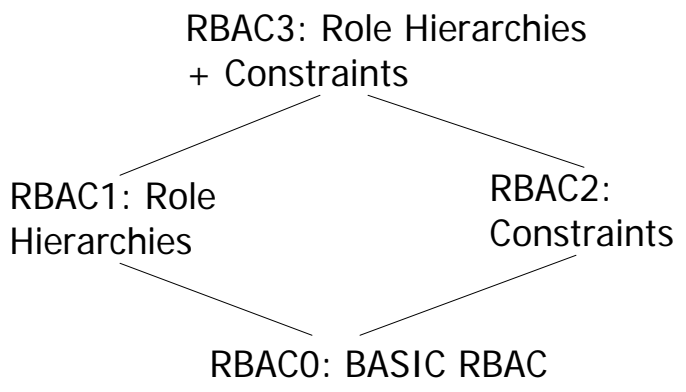 RBAC3: Role Hierarchies
+ Constraints
RBAC1: Role
Hierarchies
RBAC2:
Constraints
RBAC0: BASIC RBAC